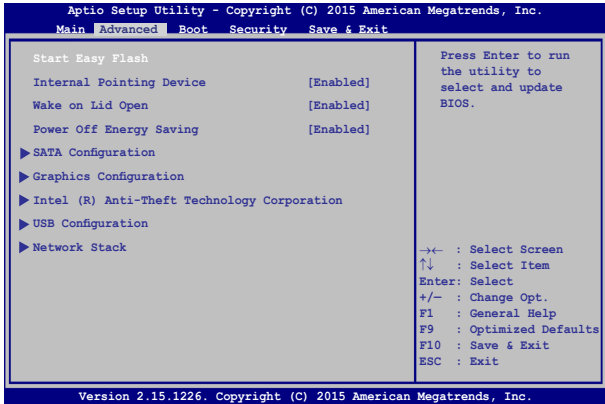 Aptio Setup Utility - Copyright (C) 2015 American Megatrends, Inc.
Main Advanced Boot Security Save & Exit
Start Easy Flash
Internal Pointing Device [Enabled]
Wake on Lid Open [Enabled]
Power Off Energy Saving [Enabled]
SATA Configuration
Graphics Configuration
Intel (R) Anti-Theft Technology Corporation
USB Configuration
Network Stack
Press Enter to run
the utility to
select and update
BIOS.
→← : Select Screen
↑↓ : Select Item
Enter: Select
+/— : Change Opt.
F1 : General Help
F9 : Optimized Defaults
F10 : Save & Exit
ESC : Exit
Version 2.15.1226. Copyright (C) 2015 American Megatrends, Inc.